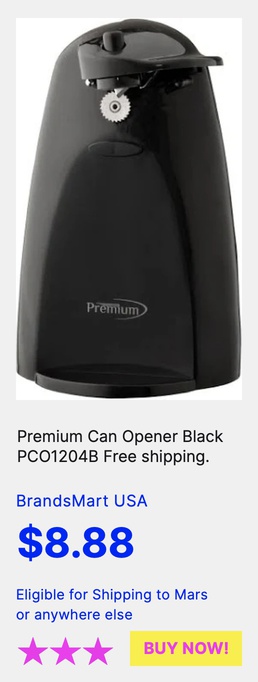 Premium
Premium Can Opener Black
PCO1204B Free shipping.
BrandsMart USA
$8.88
Eligible for Shipping to Mars
or anywhere else
BUY NOW!